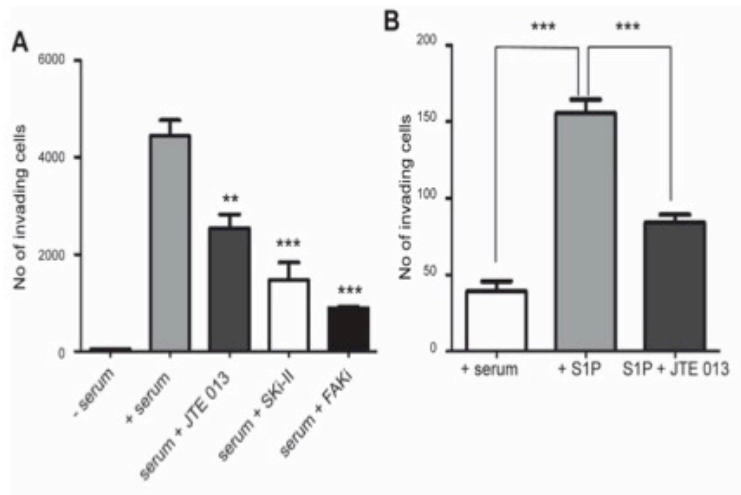 A
No of invading cells
6000
4000
2000
0
**
***
***
- serum
+ serum
serum + JTE 013
serum + SKi-II
serum + FAKi
B
No of invading cells
200
150
100
50
0
***
***
+ serum
+ S1P
S1P + JTE 013